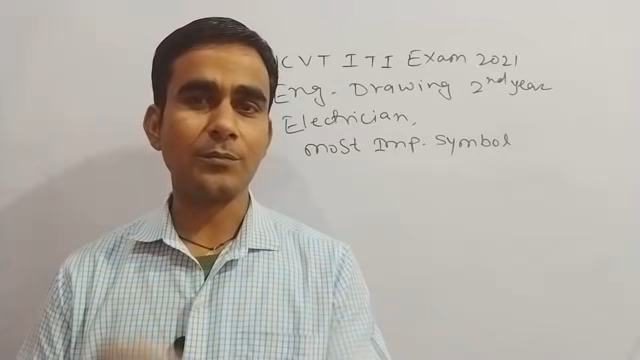 CVT ITI Exam 2021
Eng. Drawing 2nd year
Electrician,
most Imp. Symbol